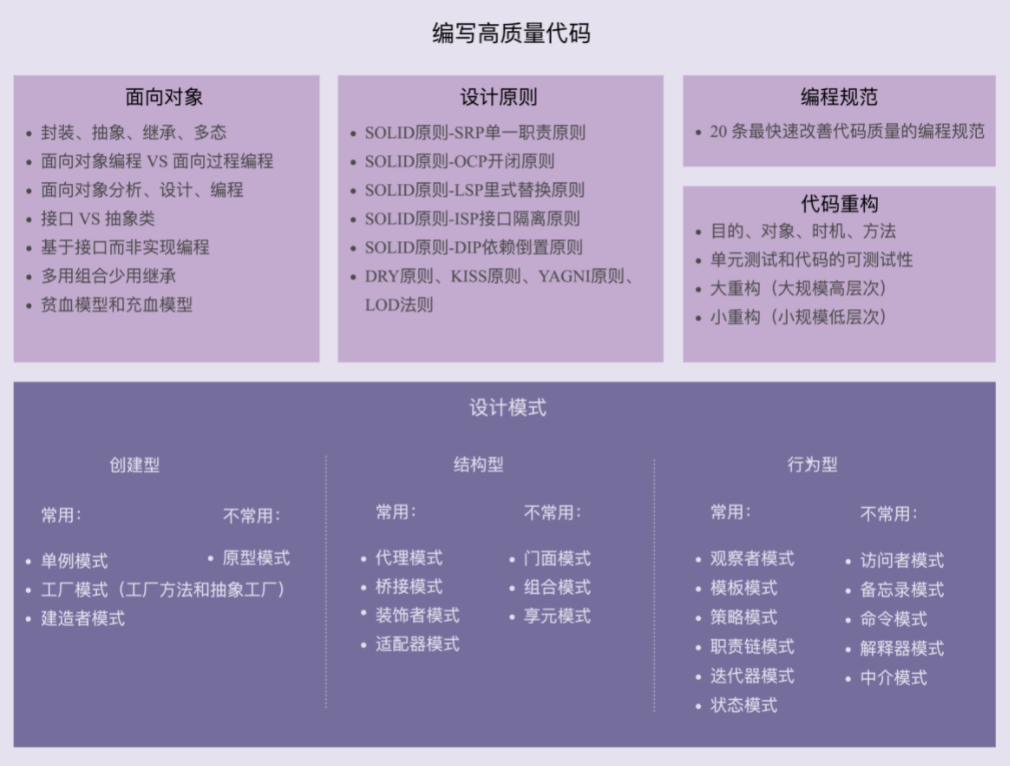 编写高质量代码
面向对象
封装、抽象、继承、多态
面向对象编程 VS 面向过程编程
面向对象分析、设计、编程
接口 VS 抽象类
基于接口而非实现编程
多用组合少用继承
贫血模型和充血模型
设计原则
SOLID原则-SRP单一职责原则
SOLID原则-OCP开闭原则
SOLID原则-LSP里式替换原则
SOLID原则-ISP接口隔离原则
SOLID原则-DIP依赖倒置原则
DRY原则、KISS原则、YAGNI原则、
LOD法则
编程规范
20 条最快速改善代码质量的编程规范
代码重构
目的、对象、时机、方法
单元测试和代码的可测试性
大重构（大规模高层次）
小重构（小规模低层次）
设计模式
创建型
常用：
单例模式
工厂模式（工厂方法和抽象工厂）
建造者模式
不常用：
原型模式
结构型
常用：
代理模式
桥接模式
装饰者模式
适配器模式
不常用：
门面模式
组合模式
享元模式
行为型
常用：
观察者模式
模板模式
策略模式
职责链模式
迭代器模式
状态模式
不常用：
访问者模式
备忘录模式
命令模式
解释器模式
中介模式